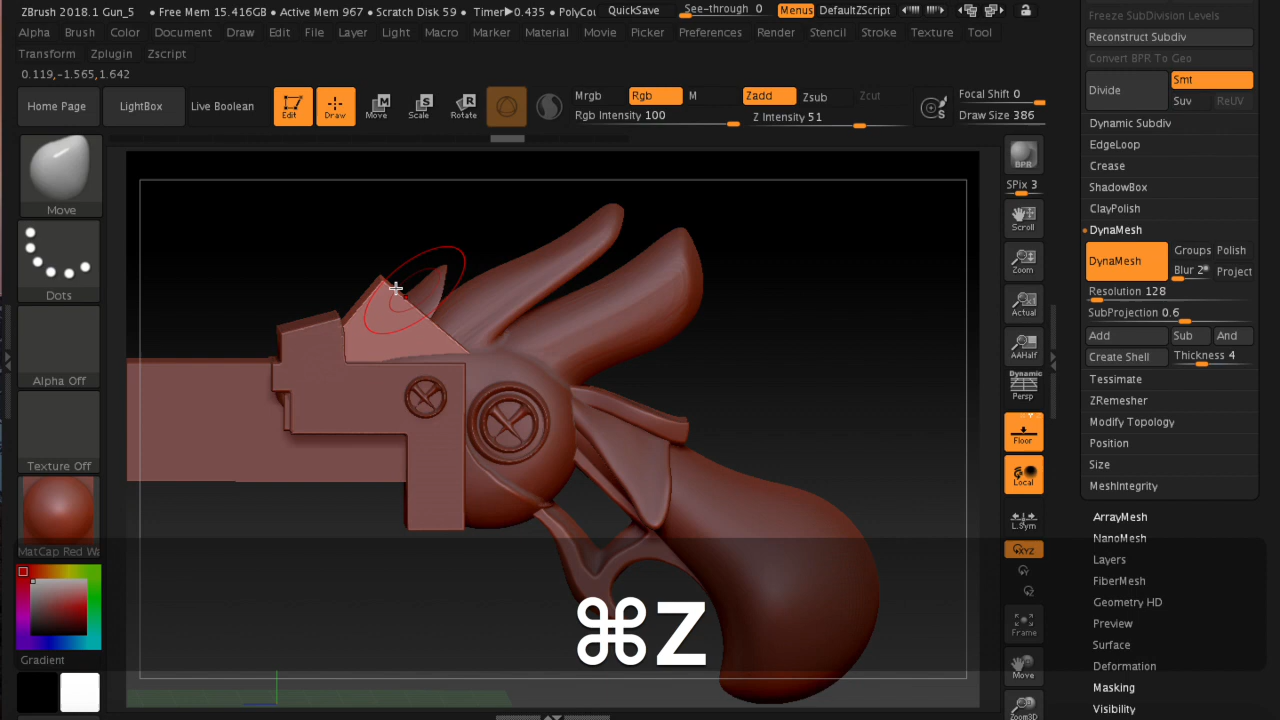 ZBrush 2018.1 Gun_5 • Free Mem 15.416GB • Active Mem 967 • Scratch Disk 59 • Timer▶0.435 • PolyCou QuickSave See-through 0 Menus DefaultZScript
Alpha Brush Color Document Draw Edit File Layer Light Macro Marker Material Movie Picker Preferences Render Stencil Stroke Texture Tool
Transform Zplugin Zscript
0.119,-1.565,1.642
Home Page LightBox Live Boolean Edit Draw Move Scale Rotate
Mrgb Rgb M Zadd Zsub Zcut
Rgb Intensity 100 Z Intensity 51
S
Focal Shift 0
Draw Size 386
Move
Dots
Alpha Off
Texture Off
MatCap Red Wa
Gradient
⌘Z
BPR
SPix 3
Scroll
Zoom
Actual
AAHalf
Dynamic
Persp
Floor
Local
L.Sym
XYZ
Y
Z
Frame
Move
Zoom3D
Freeze SubDivision Levels
Reconstruct Subdiv
Convert BPR To Geo
Divide Smt
Suv ReUV
Dynamic Subdiv
EdgeLoop
Crease
ShadowBox
ClayPolish
DynaMesh
DynaMesh Groups Polish
Blur 2 Project
Resolution 128
SubProjection 0.6
Add Sub And
Create Shell Thickness 4
Tessimate
ZRemesher
Modify Topology
Position
Size
MeshIntegrity
ArrayMesh
NanoMesh
Layers
FiberMesh
Geometry HD
Preview
Surface
Deformation
Masking
Visibility